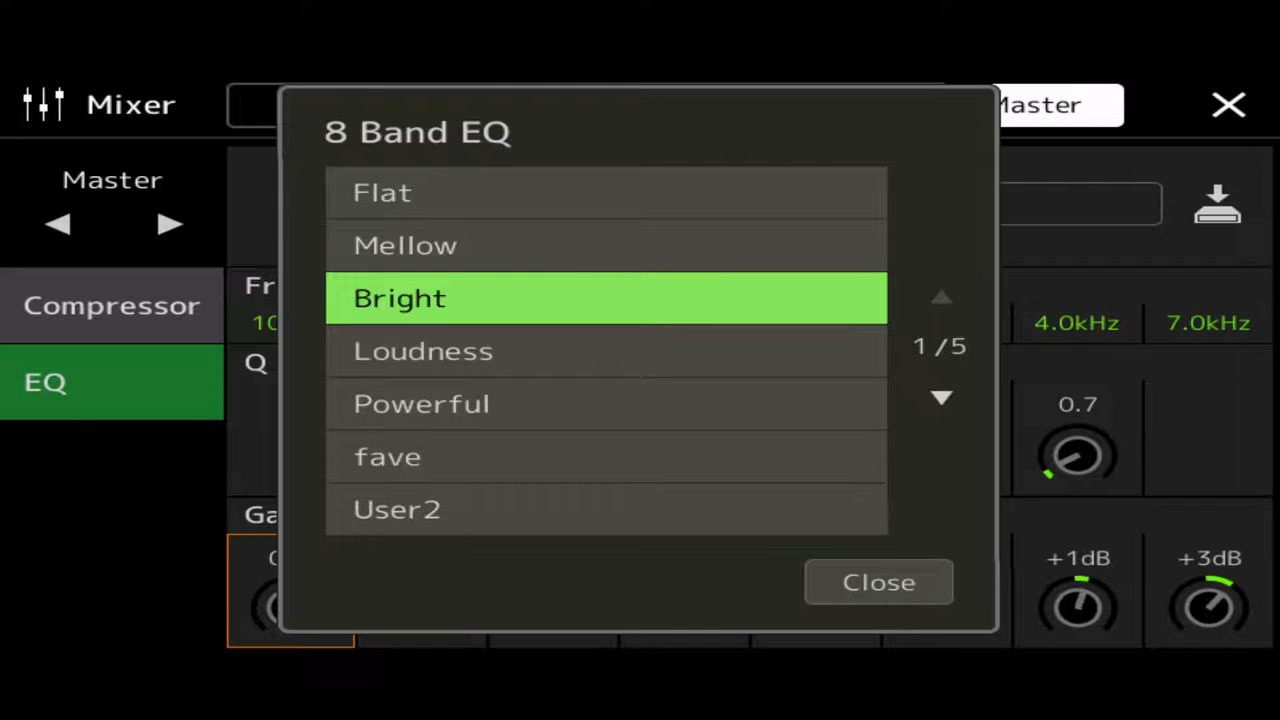 Mixer
Master
8 Band EQ
Master
Flat
Mellow
Bright
Loudness
Powerful
fave
User2
1/5
Close
Compressor
EQ
4.0kHz
7.0kHz
Q
0.7
+1dB
+3dB